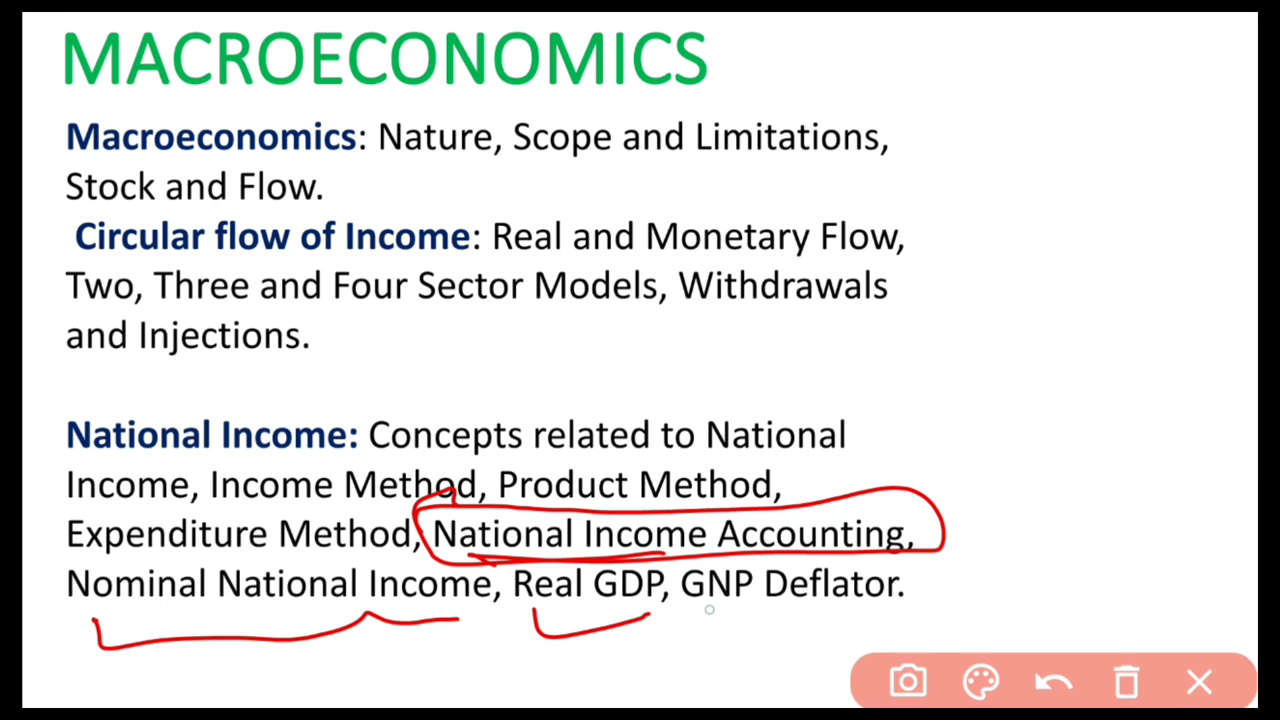 MACROECONOMICS
Macroeconomics: Nature, Scope and Limitations,
Stock and Flow.
Circular flow of Income: Real and Monetary Flow,
Two, Three and Four Sector Models, Withdrawals
and Injections.
National Income: Concepts related to National
Income, Income Method, Product Method,
Expenditure Method, National Income Accounting,
Nominal National Income, Real GDP, GNP Deflator.